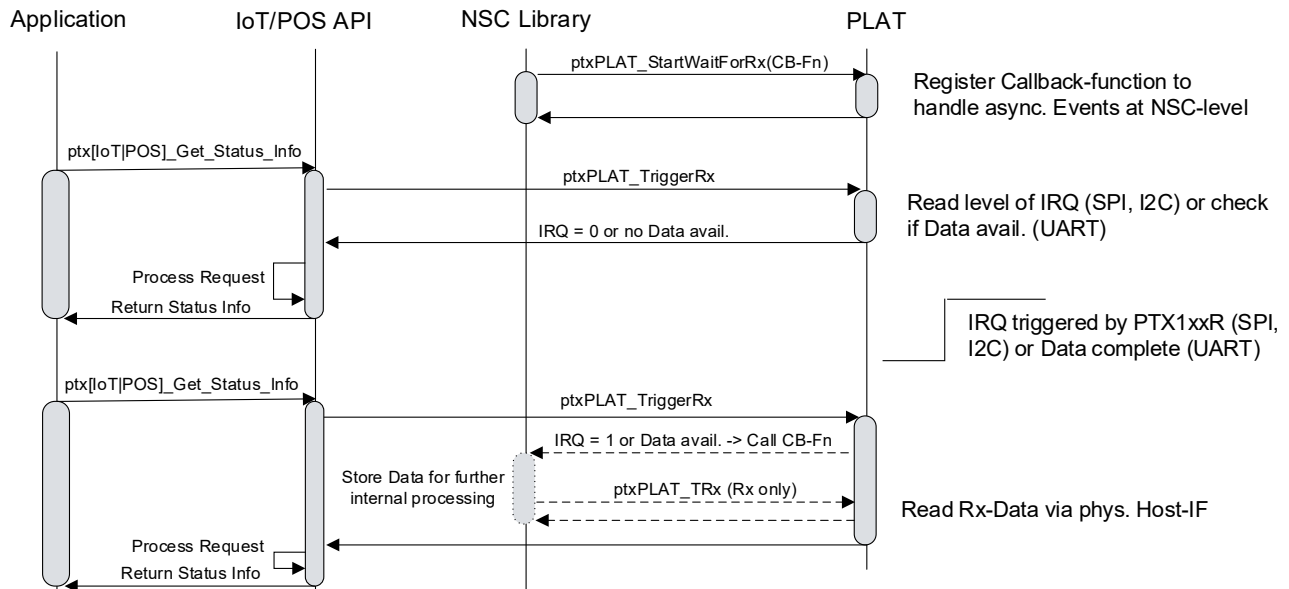 Application
IoT/POS API
NSC Library
PLAT
ptxPLAT_StartWaitForRx(CB-Fn)
Register Callback-function to
handle async. Events at NSC-level
ptx[IoT|POS]_Get_Status_Info
ptxPLAT_TriggerRx
Read level of IRQ (SPI, I2C) or check
if Data avail. (UART)
IRQ = 0 or no Data avail.
Process Request
Return Status Info
IRQ triggered by PTX1xxR (SPI,
I2C) or Data complete (UART)
ptx[IoT|POS]_Get_Status_Info
ptxPLAT_TriggerRx
IRQ = 1 or Data avail. -> Call CB-Fn
Store Data for further
internal processing
ptxPLAT_TRx (Rx only)
Read Rx-Data via phys. Host-IF
Process Request
Return Status Info